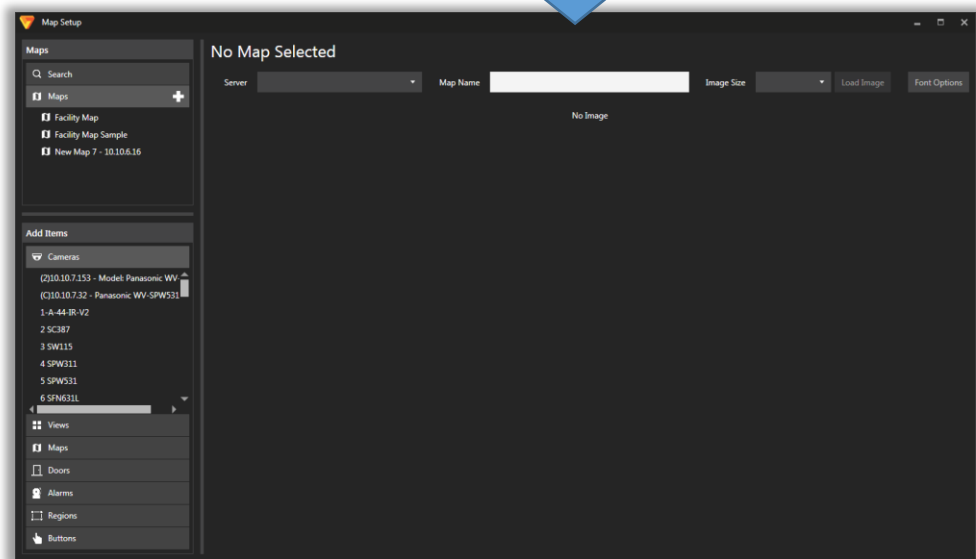 Map Setup
Maps
Search
Maps
Facility Map
Facility Map Sample
New Map 7 - 10.10.6.16
No Map Selected
Server
Map Name
Image Size
Load Image
Font Options
No Image
Add Items
Cameras
(2)10.10.7.153 - Model: Panasonic WV-
(C)10.10.7.32 - Panasonic WV-SPW531
1-A-44-IR-V2
2 SC387
3 SW115
4 SPW311
5 SPW531
6 SFN631L
Views
Maps
Doors
Alarms
Regions
Buttons